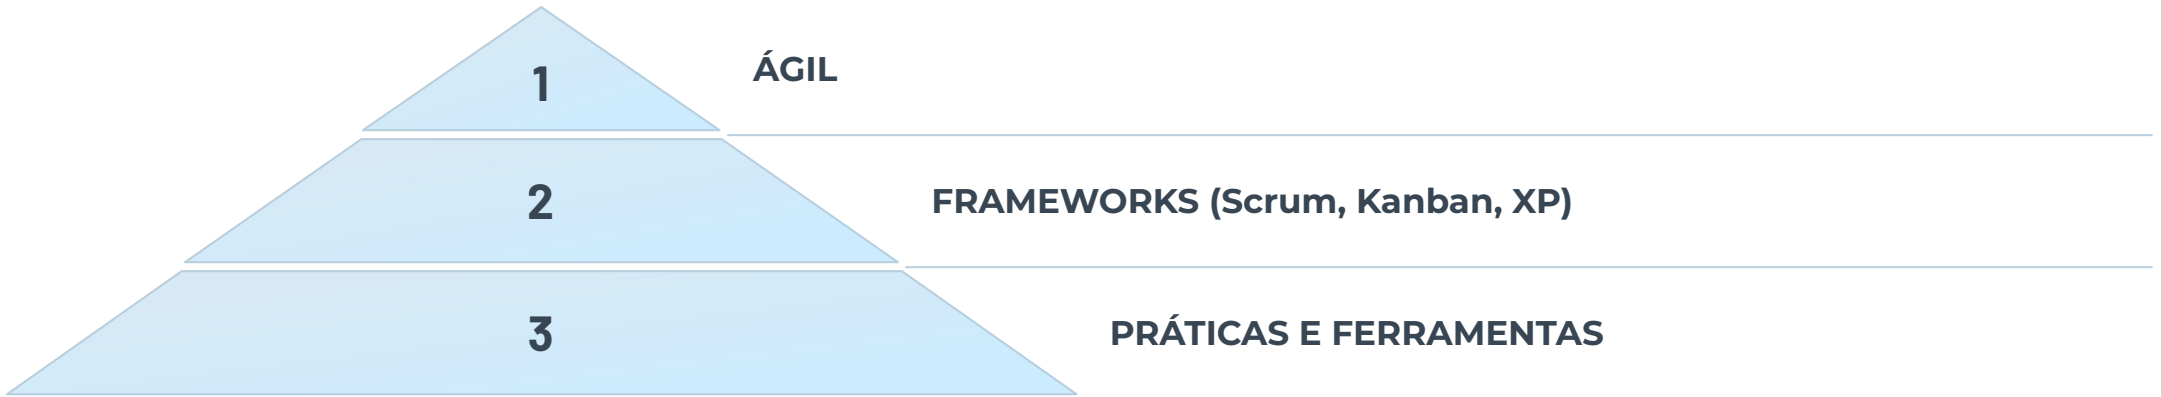 1
ÁGIL
2
FRAMEWORKS (Scrum, Kanban, XP)
3
PRÁTICAS E FERRAMENTAS